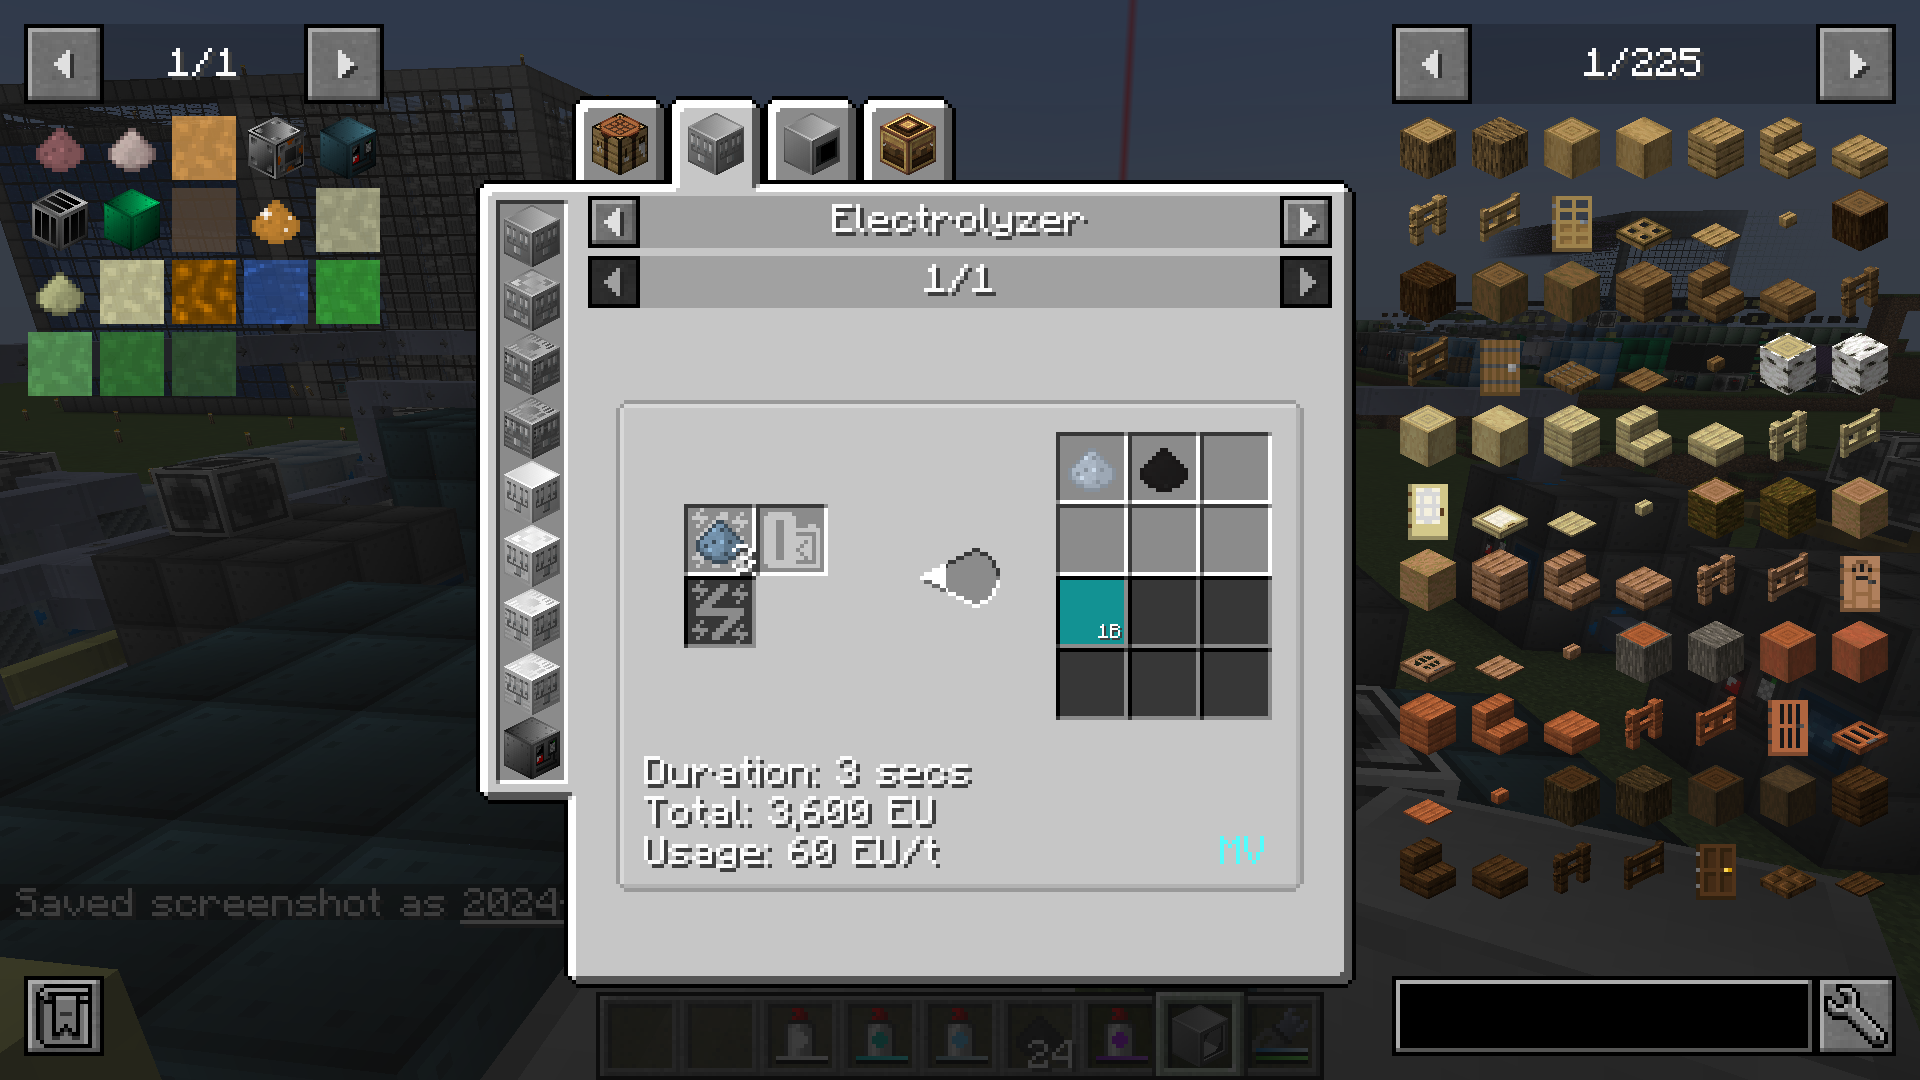 1/1
1/225
Electrolyzer
1/1
3
1B
Duration: 3 secs
Total: 3,600 EU
Usage: 60 EU/t
MV
Saved screenshot as 2024-
24